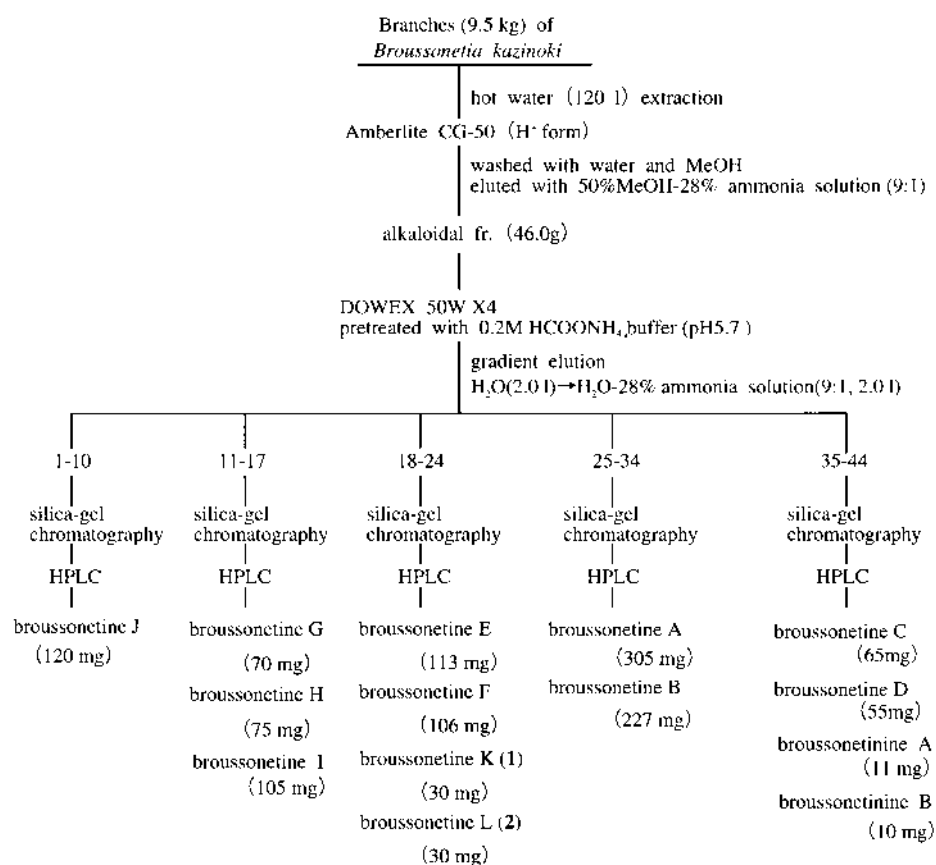 Branches (9.5 kg) of
Broussonetia kazinoki
hot water (120 l) extraction
Amberlite CG-50 (H⁺ form)
washed with water and MeOH
eluted with 50%MeOH-28% ammonia solution (9:1)
alkaloidal fr. (46.0g)
DOWEX 50W X4
pretreated with 0.2M HCOONH₄ buffer (pH5.7)
gradient elution
H₂O(2.0 l)→H₂O-28% ammonia solution(9:1, 2.0 l)
1-10 11-17 18-24 25-34 35-44
silica-gel silica-gel silica-gel silica-gel silica-gel
chromatography chromatography chromatography chromatography chromatography
HPLC HPLC HPLC HPLC HPLC
broussonetine J
(120 mg)
broussonetine G
(70 mg)
broussonetine H
(75 mg)
broussonetine I
(105 mg)
broussonetine E
(113 mg)
broussonetine F
(106 mg)
broussonetine K (1)
(30 mg)
broussonetine L (2)
(30 mg)
broussonetine A
(305 mg)
broussonetine B
(227 mg)
broussonetine C
(65mg)
broussonetine D
(55mg)
broussonetinine A
(11 mg)
broussonetinine B
(10 mg)